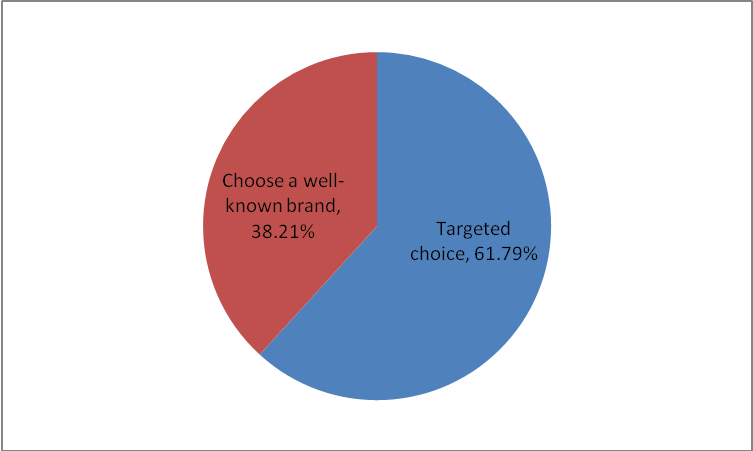 Choose a well-
known brand,
38.21%
Targeted
choice, 61.79%